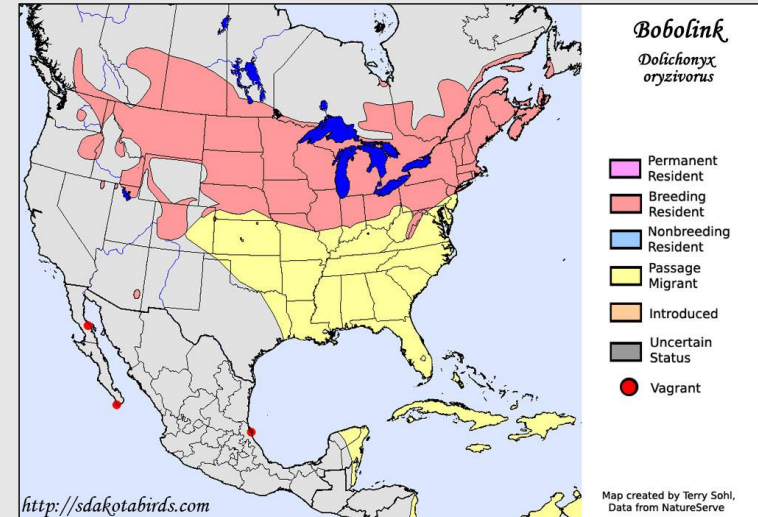 Bobolink
Dolichonyx
oryzivorus
Permanent
Resident
Breeding
Resident
Nonbreeding
Resident
Passage
Migrant
Introduced
Uncertain
Status
Vagrant
http://sdakotabirds.com
Map created by Terry Sohl,
Data from NatureServe